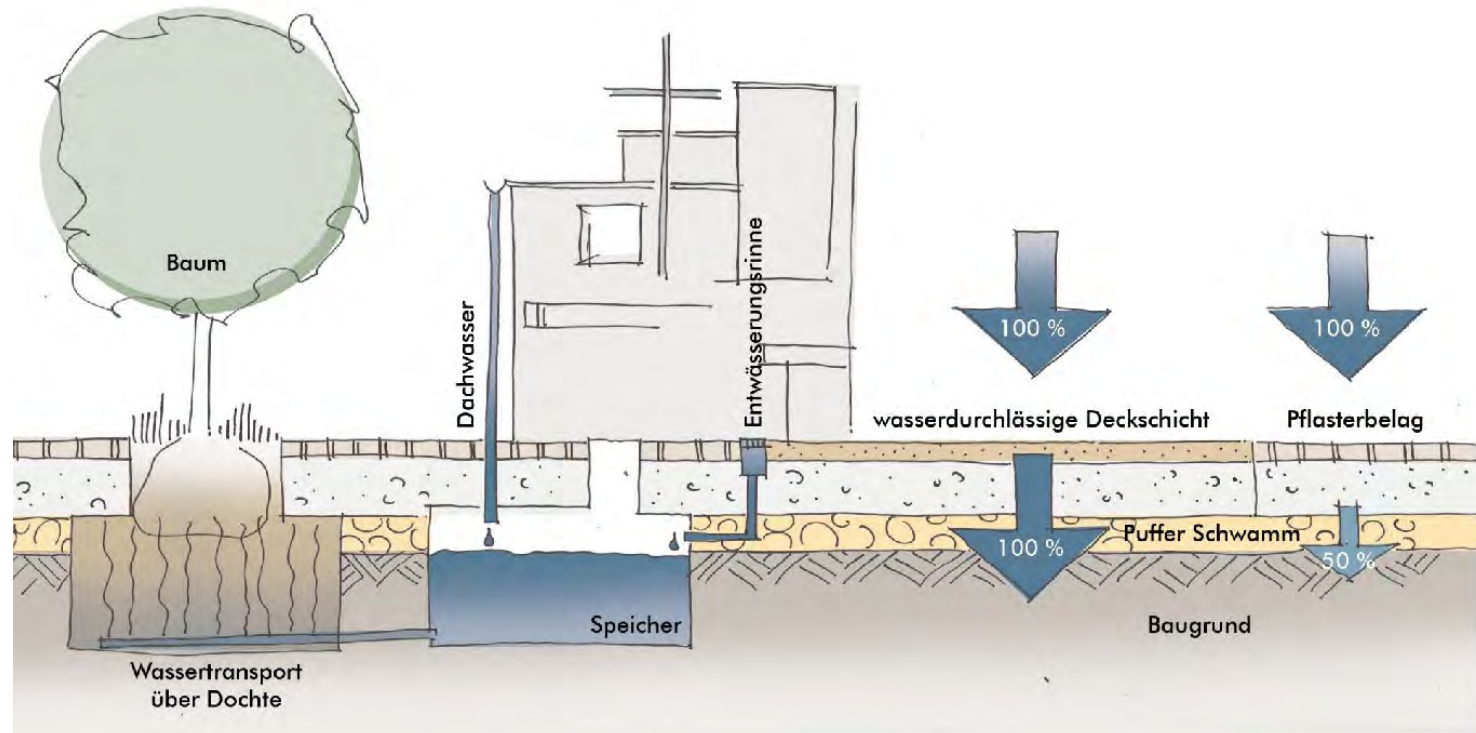 Baum
Dachwasser
Entwässerungsrinne
100 %
100 %
wasserdurchlässige Deckschicht
Pflasterbelag
Puffer Schwamm
100 %
50 %
Speicher
Baugrund
Wassertransport
über Dochte